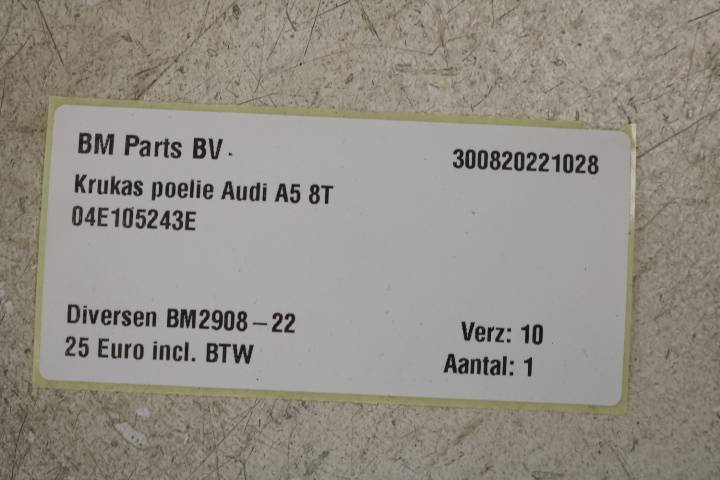 BM Parts BV.
300820221028
Krukas poelie Audi A5 8T
04E105243E
Diversen BM2908-22
Verz: 10
25 Euro incl. BTW
Aantal: 1